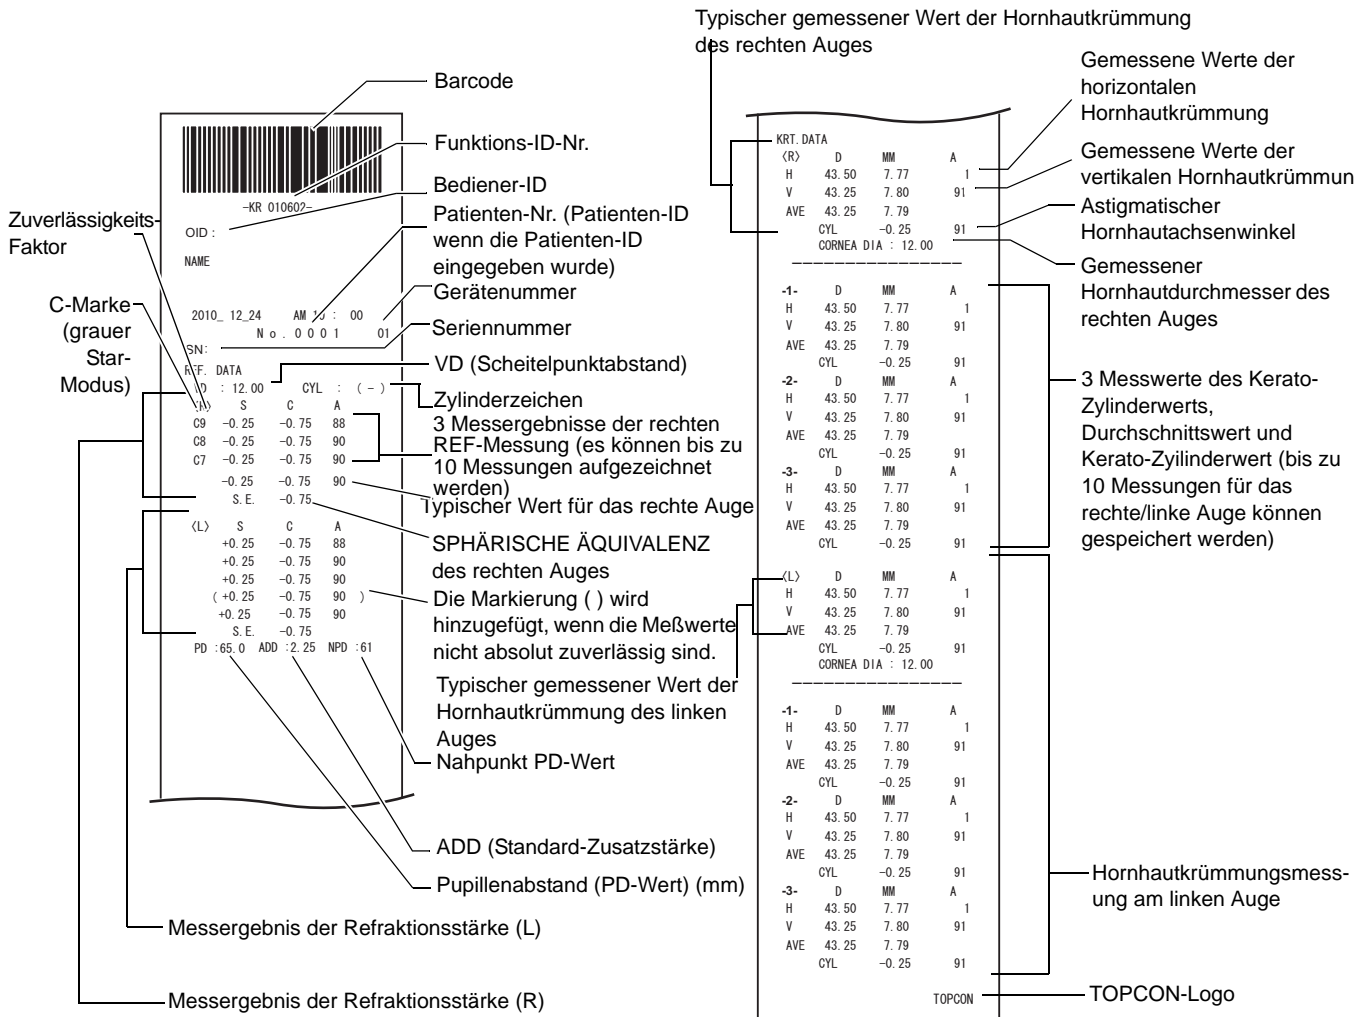 Typischer gemessener Wert der Hornhautkrümmung
des rechten Auges
Barcode
Funktions-ID-Nr.
Bediener-ID
Patienten-Nr. (Patienten-ID
wenn die Patienten-ID
eingegeben wurde)
Gerätenummer
Seriennummer
VD (Scheitelpunktabstand)
Zylinderzeichen
3 Messergebnisse der rechten
REF-Messung (es können bis zu
10 Messungen aufgezeichnet
werden)
Typischer Wert für das rechte Auge
SPHÄRISCHE ÄQUIVALENZ
des rechten Auges
Die Markierung ( ) wird
hinzugefügt, wenn die Meßwerte
nicht absolut zuverlässig sind.
Typischer gemessener Wert der
Hornhautkrümmung des linken
Auges
Nahpunkt PD-Wert
ADD (Standard-Zusatzstärke)
Pupillenabstand (PD-Wert) (mm)
Messergebnis der Refraktionsstärke (L)
Messergebnis der Refraktionsstärke (R)
Zuverlässigkeits-
Faktor
C-Marke
(grauer
Star-
Modus)
-KR 010602-
OID :
NAME
2010_ 12_24 AM 10 : 00
No. 0001 01
SN:
REF. DATA
VD : 12.00 CYL : ( - )
<R> S C A
C9 -0.25 -0.75 88
C8 -0.25 -0.75 90
C7 -0.25 -0.75 90
-0.25 -0.75 90
S.E. -0.75
<L> S C A
+0.25 -0.75 88
+0.25 -0.75 90
+0.25 -0.75 90
( +0.25 -0.75 90 )
+0.25 -0.75 90
S.E. -0.75
PD :65.0 ADD :2.25 NPD :61
KRT.DATA
<R> D MM A
H 43.50 7.77 1
V 43.25 7.80 91
AVE 43.25 7.79
CYL -0.25 91
CORNEA DIA : 12.00
-1- D MM A
H 43.50 7.77 1
V 43.25 7.80 91
AVE 43.25 7.79
CYL -0.25 91
-2- D MM A
H 43.50 7.77 1
V 43.25 7.80 91
AVE 43.25 7.79
CYL -0.25 91
-3- D MM A
H 43.50 7.77 1
V 43.25 7.80 91
AVE 43.25 7.79
CYL -0.25 91
<L> D MM A
H 43.50 7.77 1
V 43.25 7.80 91
AVE 43.25 7.79
CYL -0.25 91
CORNEA DIA : 12.00
-1- D MM A
H 43.50 7.77 1
V 43.25 7.80 91
AVE 43.25 7.79
CYL -0.25 91
-2- D MM A
H 43.50 7.77 1
V 43.25 7.80 91
AVE 43.25 7.79
CYL -0.25 91
-3- D MM A
H 43.50 7.77 1
V 43.25 7.80 91
AVE 43.25 7.79
CYL -0.25 91
TOPCON
Gemessene Werte der
horizontalen
Hornhautkrümmung
Gemessene Werte der
vertikalen Hornhautkrümmun
Astigmatischer
Hornhautachsenwinkel
Gemessener
Hornhautdurchmesser des
rechten Auges
3 Messwerte des Kerato-
Zylinderwerts,
Durchschnittswert und
Kerato-Zyilinderwert (bis zu
10 Messungen für das
rechte/linke Auge können
gespeichert werden)
Hornhautkrümmungsmess-
ung am linken Auge
TOPCON-Logo